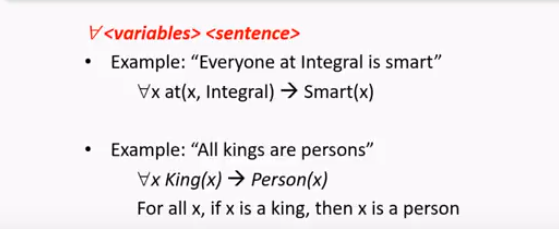 ∀<variables> <sentence>
• Example: “Everyone at Integral is smart”
∀x at(x, Integral) → Smart(x)
• Example: “All kings are persons”
∀x King(x) → Person(x)
For all x, if x is a king, then x is a person